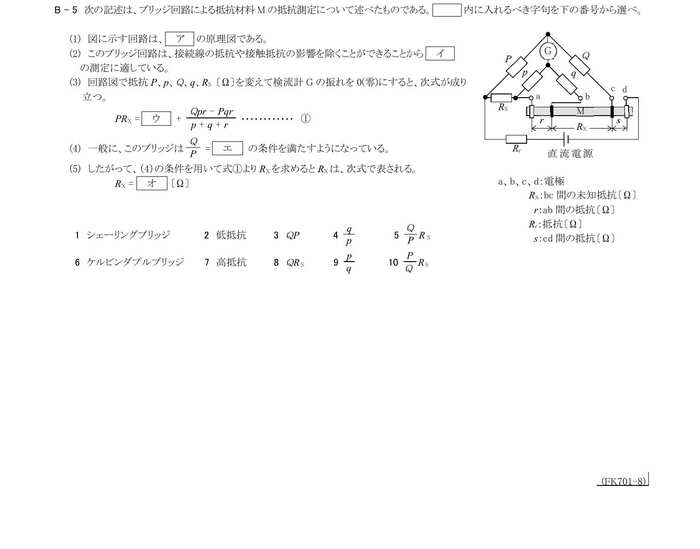 B－5 次の記述は、ブリッジ回路による抵抗材料Mの抵抗測定について述べたものである。□内に入れるべき字句を下の番号から選べ。
(1) 図に示す回路は、 ア の原理図である。
(2) このブリッジ回路は、接続線の抵抗や接触抵抗の影響を除くことができることから イ
の測定に適している。
(3) 回路図で抵抗 P、p、Q、q、RS〔Ω〕を変えて検流計 G の振れを 0(零)にすると、次式が成り
立つ。
PRX = ウ + (Qpr − Pqr)/(p + q + r) ………… ①
(4) 一般に、このブリッジは Q/P = エ の条件を満たすようになっている。
(5) したがって、(4)の条件を用いて式①より RX を求めると RX は、次式で表される。
RX = オ 〔Ω〕
1 シェーリングブリッジ 2 低抵抗 3 QP 4 q/p 5 Q/P RS
6 ケルビンダブルブリッジ 7 高抵抗 8 QRS 9 p/q 10 P/Q RS
P G Q
p q
RS a b c d
M
r RX s
Rr 直流電源
a、b、c、d:電極
RX:bc 間の未知抵抗〔Ω〕
r:ab 間の抵抗〔Ω〕
Rr:抵抗〔Ω〕
s:cd 間の抵抗〔Ω〕
(FK701-8)